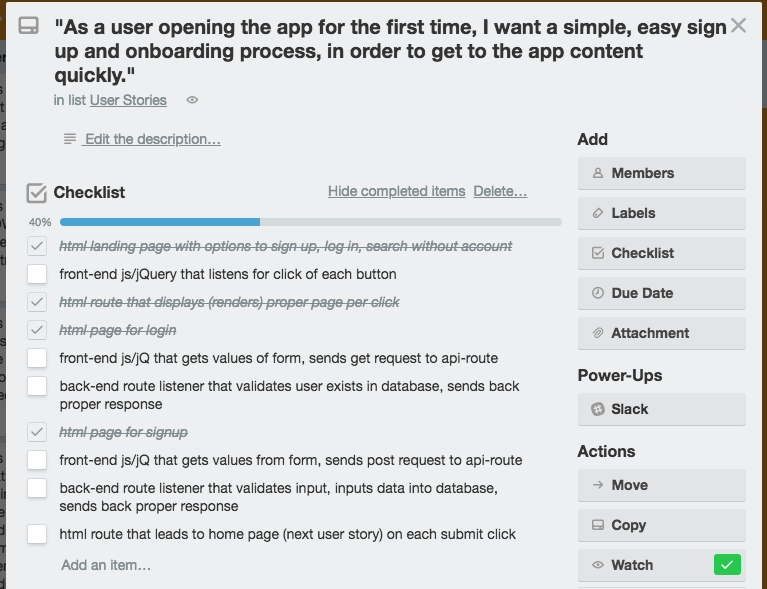 "As a user opening the app for the first time, I want a simple, easy sign
up and onboarding process, in order to get to the app content
quickly."
in list User Stories
Edit the description…
Checklist
Hide completed items Delete…
40%
html landing page with options to sign up, log in, search without account
front-end js/jQuery that listens for click of each button
html route that displays (renders) proper page per click
html page for login
front-end js/jQ that gets values of form, sends get request to api-route
back-end route listener that validates user exists in database, sends back
proper response
html page for signup
front-end js/jQ that gets values from form, sends post request to api-route
back-end route listener that validates input, inputs data into database,
sends back proper response
html route that leads to home page (next user story) on each submit click
Add an item…
Add
Members
Labels
Checklist
Due Date
Attachment
Power-Ups
Slack
Actions
Move
Copy
Watch